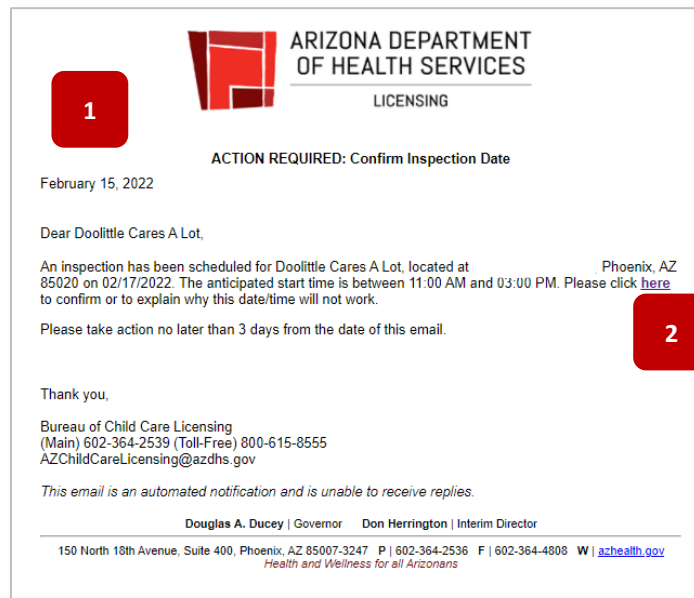 ARIZONA DEPARTMENT
OF HEALTH SERVICES
LICENSING
1
ACTION REQUIRED: Confirm Inspection Date
February 15, 2022
Dear Doolittle Cares A Lot,
An inspection has been scheduled for Doolittle Cares A Lot, located at Phoenix, AZ
85020 on 02/17/2022. The anticipated start time is between 11:00 AM and 03:00 PM. Please click here
to confirm or to explain why this date/time will not work.
Please take action no later than 3 days from the date of this email.
2
Thank you,
Bureau of Child Care Licensing
(Main) 602-364-2539 (Toll-Free) 800-615-8555
AZChildCareLicensing@azdhs.gov
This email is an automated notification and is unable to receive replies.
Douglas A. Ducey | Governor Don Herrington | Interim Director
150 North 18th Avenue, Suite 400, Phoenix, AZ 85007-3247 P | 602-364-2536 F | 602-364-4808 W | azhealth.gov
Health and Wellness for all Arizonans